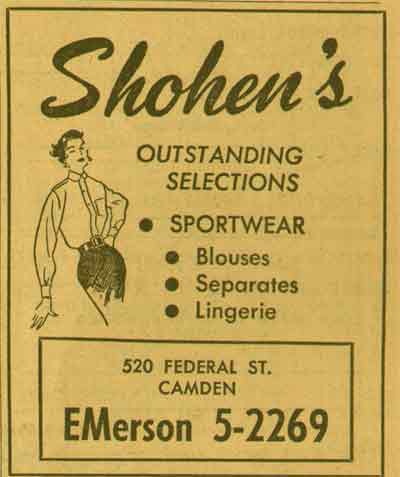 Shohen's
OUTSTANDING
SELECTIONS
• SPORTWEAR
• Blouses
• Separates
• Lingerie
520 FEDERAL ST.
CAMDEN
EMerson 5-2269